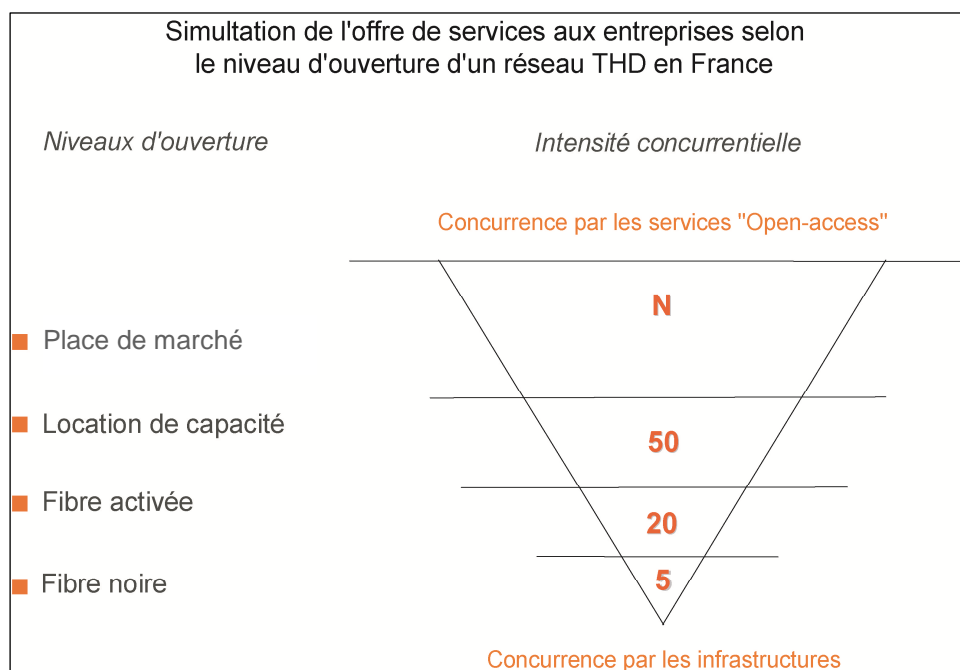 Simultation de l'offre de services aux entreprises selon
le niveau d'ouverture d'un réseau THD en France
Niveaux d'ouverture
Intensité concurrentielle
Concurrence par les services "Open-access"
N
Place de marché
Location de capacité
50
Fibre activée
20
Fibre noire
5
Concurrence par les infrastructures